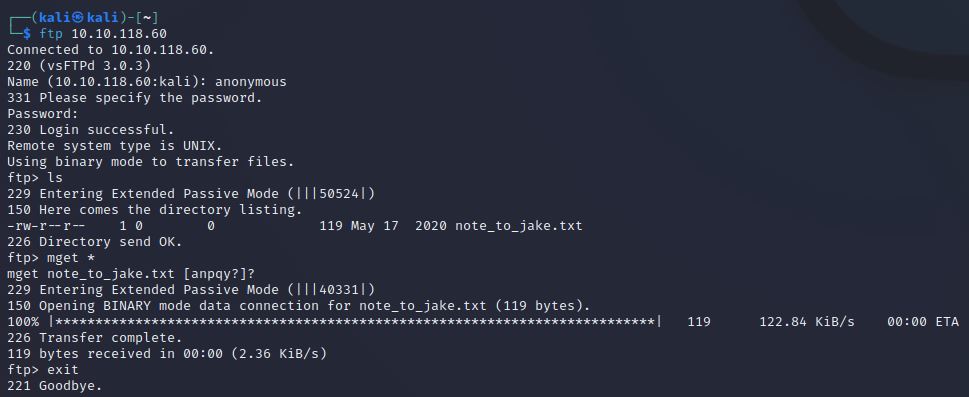 ┌──(kali㉿kali)-[~]
└─$ ftp 10.10.118.60
Connected to 10.10.118.60.
220 (vsFTPd 3.0.3)
Name (10.10.118.60:kali): anonymous
331 Please specify the password.
Password:
230 Login successful.
Remote system type is UNIX.
Using binary mode to transfer files.
ftp> ls
229 Entering Extended Passive Mode (|||50524|)
150 Here comes the directory listing.
-rw-r--r--    1 0        0             119 May 17  2020 note_to_jake.txt
226 Directory send OK.
ftp> mget *
mget note_to_jake.txt [anpqy?]?
229 Entering Extended Passive Mode (|||40331|)
150 Opening BINARY mode data connection for note_to_jake.txt (119 bytes).
100% |***************************************************************************|   119      122.84 KiB/s    00:00 ETA
226 Transfer complete.
119 bytes received in 00:00 (2.36 KiB/s)
ftp> exit
221 Goodbye.